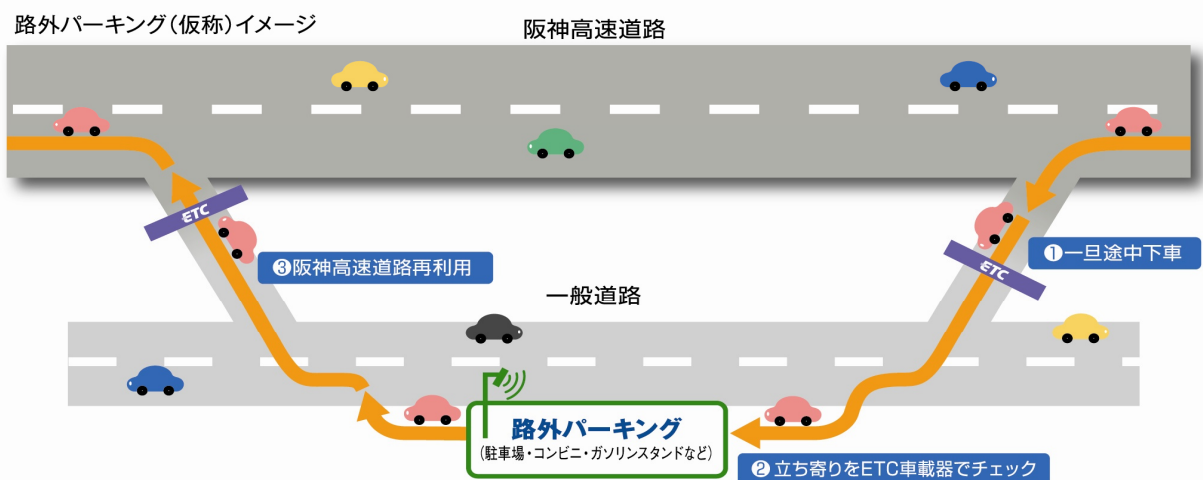 路外パーキング（仮称）イメージ
阪神高速道路
ETC
ETC
❶一旦途中下車
❸阪神高速道路再利用
一般道路
路外パーキング
（駐車場・コンビニ・ガソリンスタンドなど）
❷立ち寄りをETC車載器でチェック